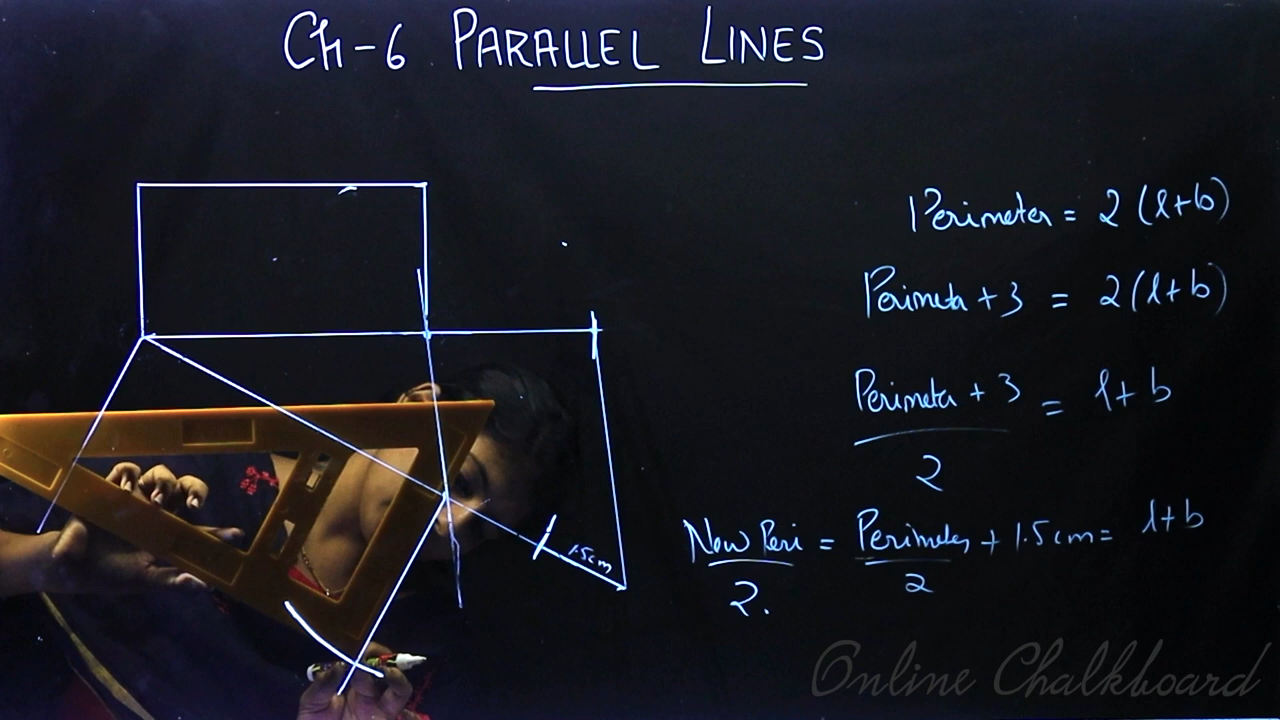 Ch-6 PARALLEL LINES
Perimeter = 2 (l+b)
Perimeter + 3 = 2(l+b)
Perimeter + 3 = l+b
2
New Peri = Perimeter + 1.5cm = l+b
2. 2
1.5cm
Online Chalkboard